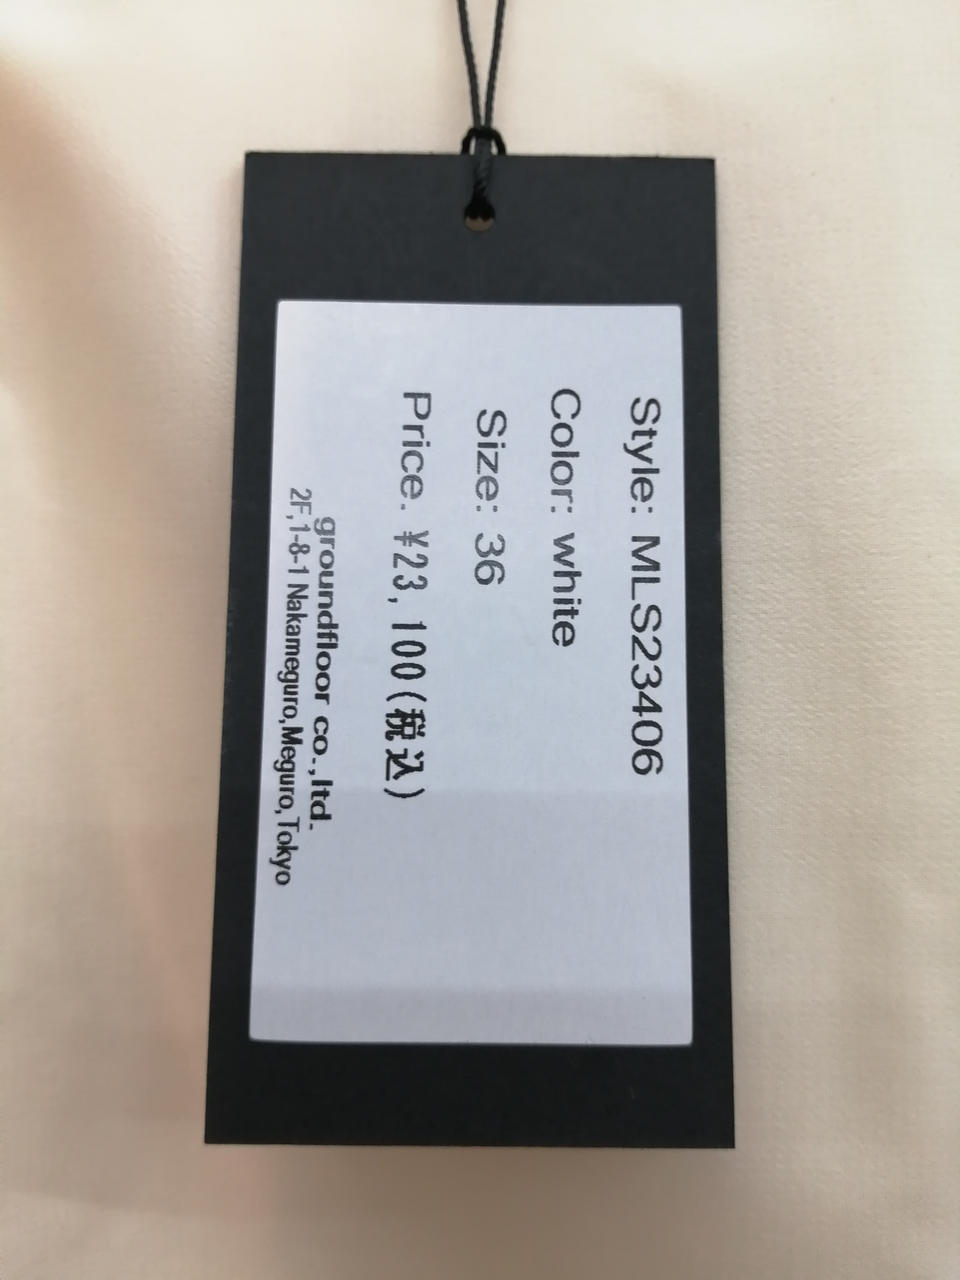 Style: MLS23406
Color: white
Size: 36
Price. ¥23,100(税込)
groundfloor co.,ltd.
2F,1-8-1 Nakameguro,Meguro,Tokyo